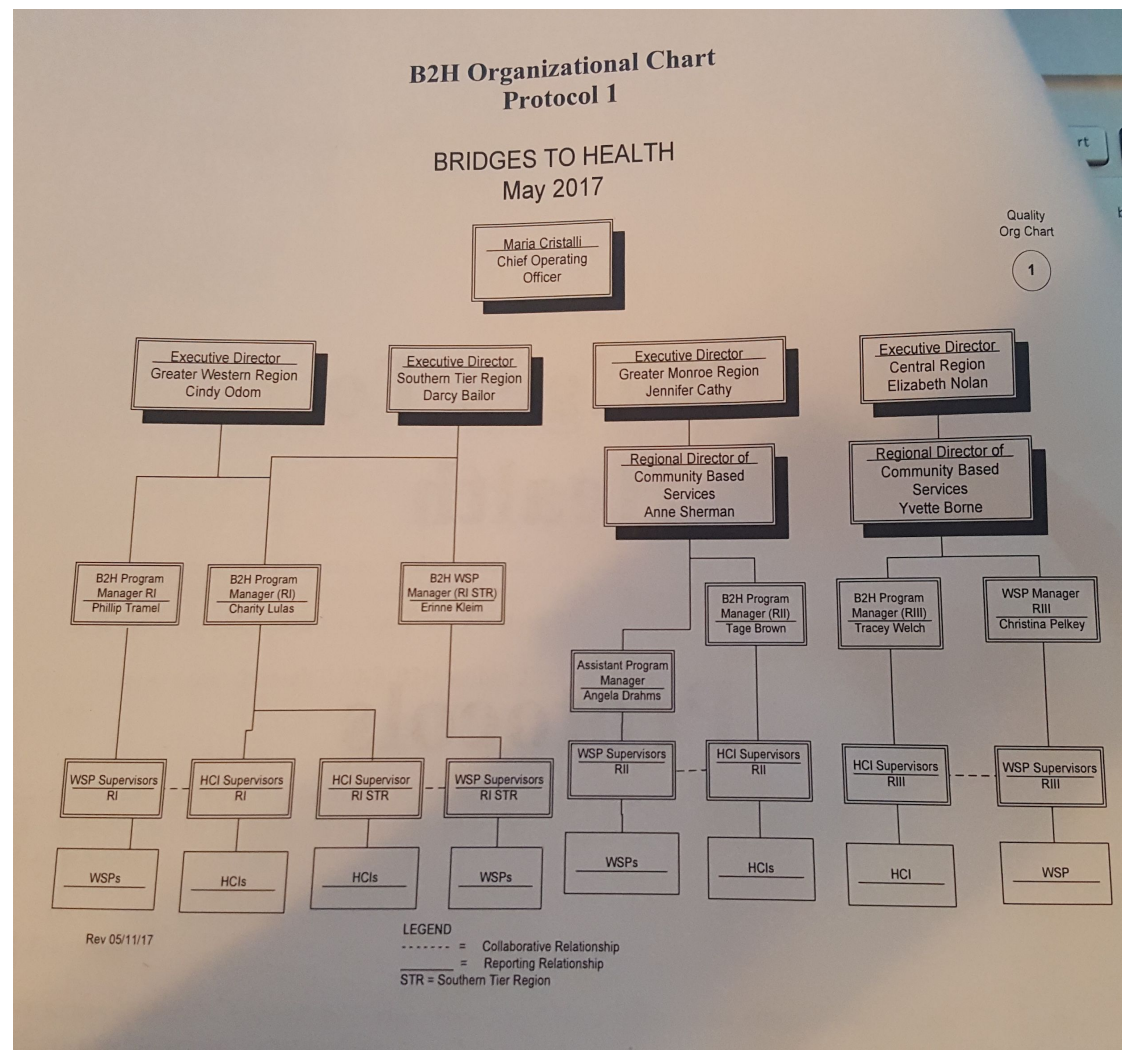 B2H Organizational Chart
Protocol 1
BRIDGES TO HEALTH
May 2017
rt
Quality
Org Chart
1
Maria Cristalli
Chief Operating
Officer
Executive Director
Greater Western Region
Cindy Odom
Executive Director
Southern Tier Region
Darcy Bailor
Executive Director
Greater Monroe Region
Jennifer Cathy
Executive Director
Central Region
Elizabeth Nolan
Regional Director of
Community Based
Services
Anne Sherman
Regional Director of
Community Based
Services
Yvette Borne
B2H Program
Manager RI
Phillip Tramel
B2H Program
Manager (RI)
Charity Lulas
B2H WSP
Manager (RI STR)
Erinne Kleim
B2H Program
Manager (RII)
Tage Brown
B2H Program
Manager (RIII)
Tracey Welch
WSP Manager
RIII
Christina Pelkey
Assistant Program
Manager
Angela Drahms
WSP Supervisors
RI
HCI Supervisors
RI
HCI Supervisor
RI STR
WSP Supervisors
RI STR
WSP Supervisors
RII
HCI Supervisors
RII
HCI Supervisors
RIII
WSP Supervisors
RIII
WSPs
HCIs
HCIs
WSPs
WSPs
HCIs
HCI
WSP
Rev 05/11/17
LEGEND
------- = Collaborative Relationship
_______ = Reporting Relationship
STR = Southern Tier Region